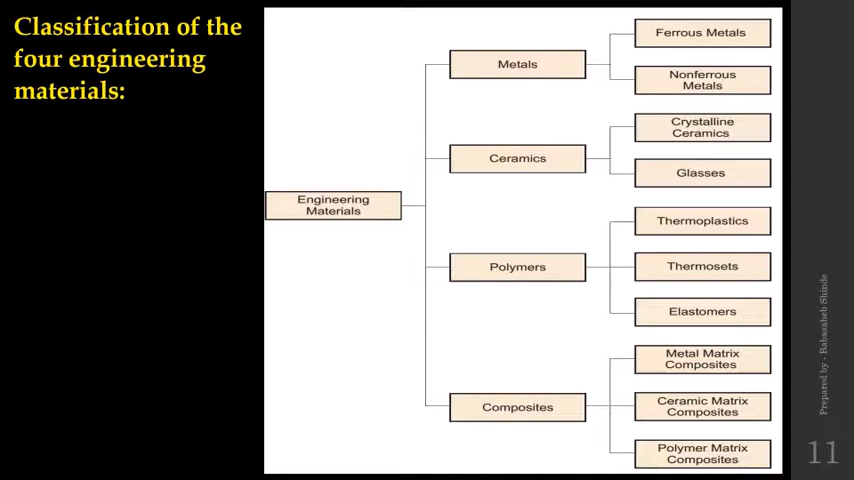 Classification of the
four engineering
materials:
Engineering
Materials
Metals
Ferrous Metals
Nonferrous
Metals
Ceramics
Crystalline
Ceramics
Glasses
Polymers
Thermoplastics
Thermosets
Elastomers
Composites
Metal Matrix
Composites
Ceramic Matrix
Composites
Polymer Matrix
Composites
Prepared by - Babasaheb Shinde
11